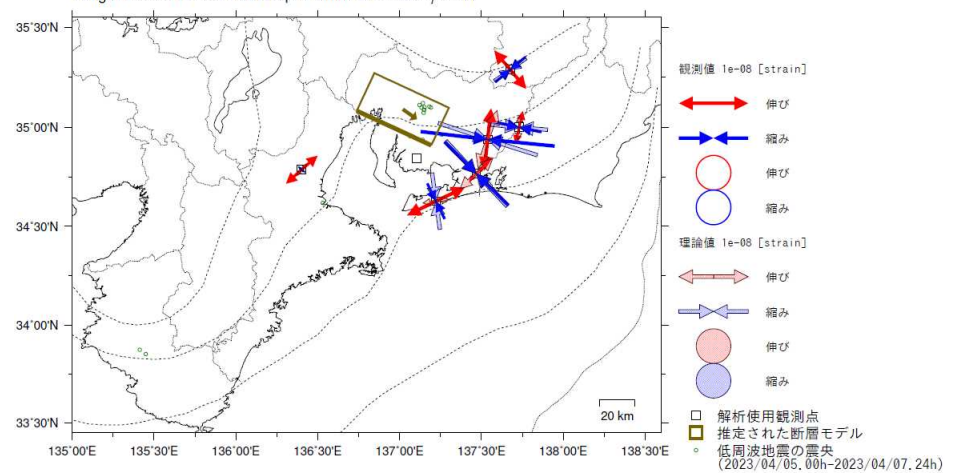 35°30'N
35°00'N
34°30'N
34°00'N
33°30'N
135°00'E
135°30'E
136°00'E
136°30'E
137°00'E
137°30'E
138°00'E
138°30'E
20 km
観測値 1e-08 [strain]
伸び
縮み
伸び
縮み
理論値 1e-08 [strain]
伸び
縮み
伸び
縮み
解析使用観測点
推定された断層モデル
低周波地震の震央
(2023/04/05.00h-2023/04/07.24h)